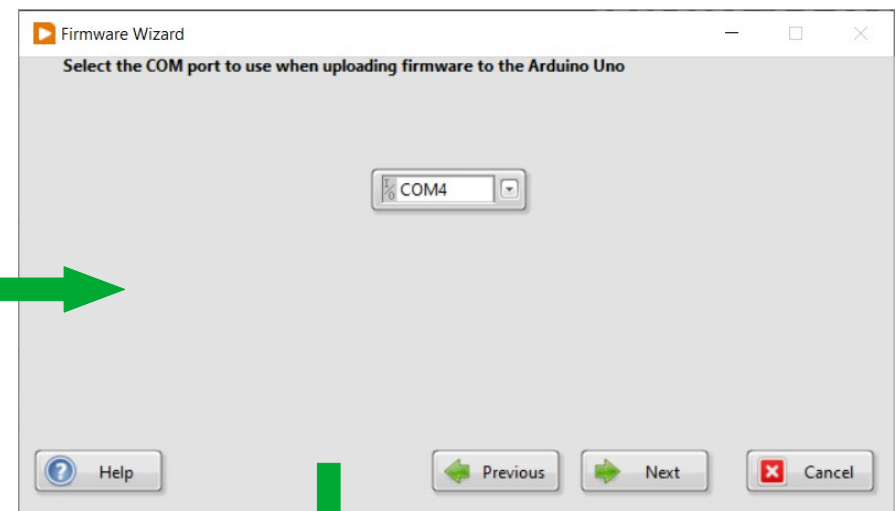 Firmware Wizard
Select the COM port to use when uploading firmware to the Arduino Uno
I/O COM4
Help Previous Next Cancel